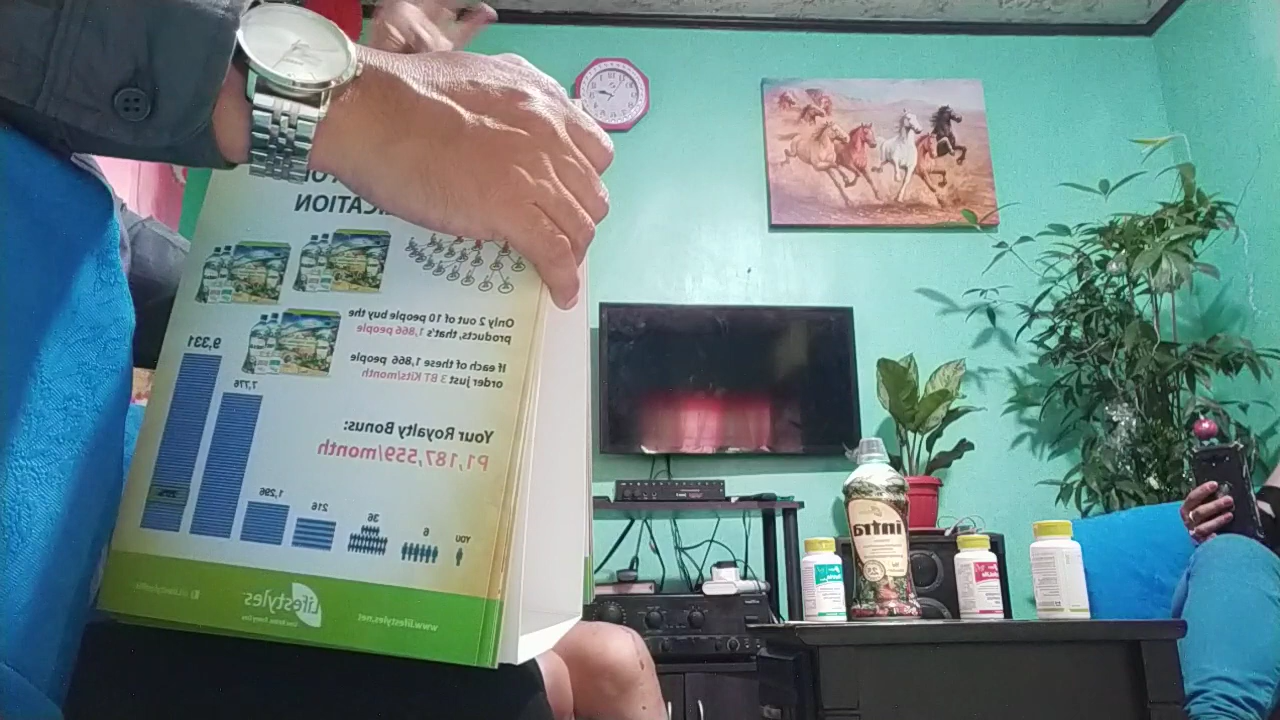 ICATION
Only 2 out of 10 people buy the
products, that's 1,866 people
If each of these 1,866 people
order just 3 BT Kits/month
Your Royalty Bonus:
P1,187,559/month
YOU
6
36
216
1,296
7,776
9,331
20%
www.lifestyles.net
Lifestyles
intra